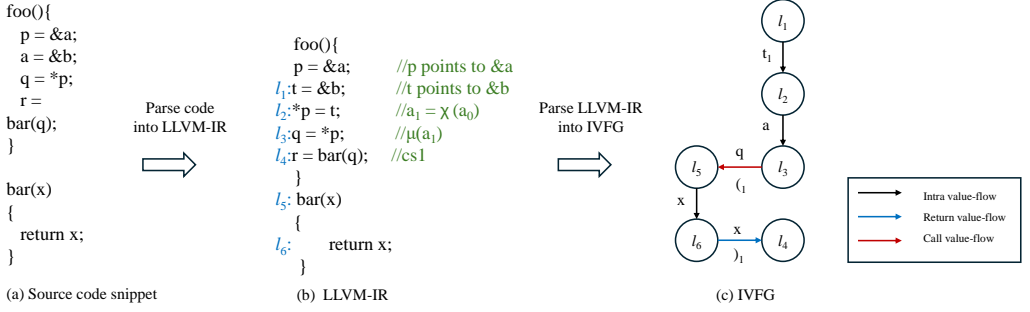 foo(){
p = &a;
a = &b;
q = *p;
r =
bar(q);
}
bar(x)
{
return x;
}
(a) Source code snippet
Parse code
into LLVM-IR
foo(){
p = &a; //p points to &a
l1:t = &b; //t points to &b
l2:*p = t; //a1 = χ (a0)
l3:q = *p; //μ(a1)
l4:r = bar(q); //cs1
}
l5: bar(x)
{
l6: return x;
}
(b) LLVM-IR
Parse LLVM-IR
into IVFG
l1
t1
l2
a
l3
q
(1
l5
x
l6
x
)1
l4
(c) IVFG
Intra value-flow
Return value-flow
Call value-flow